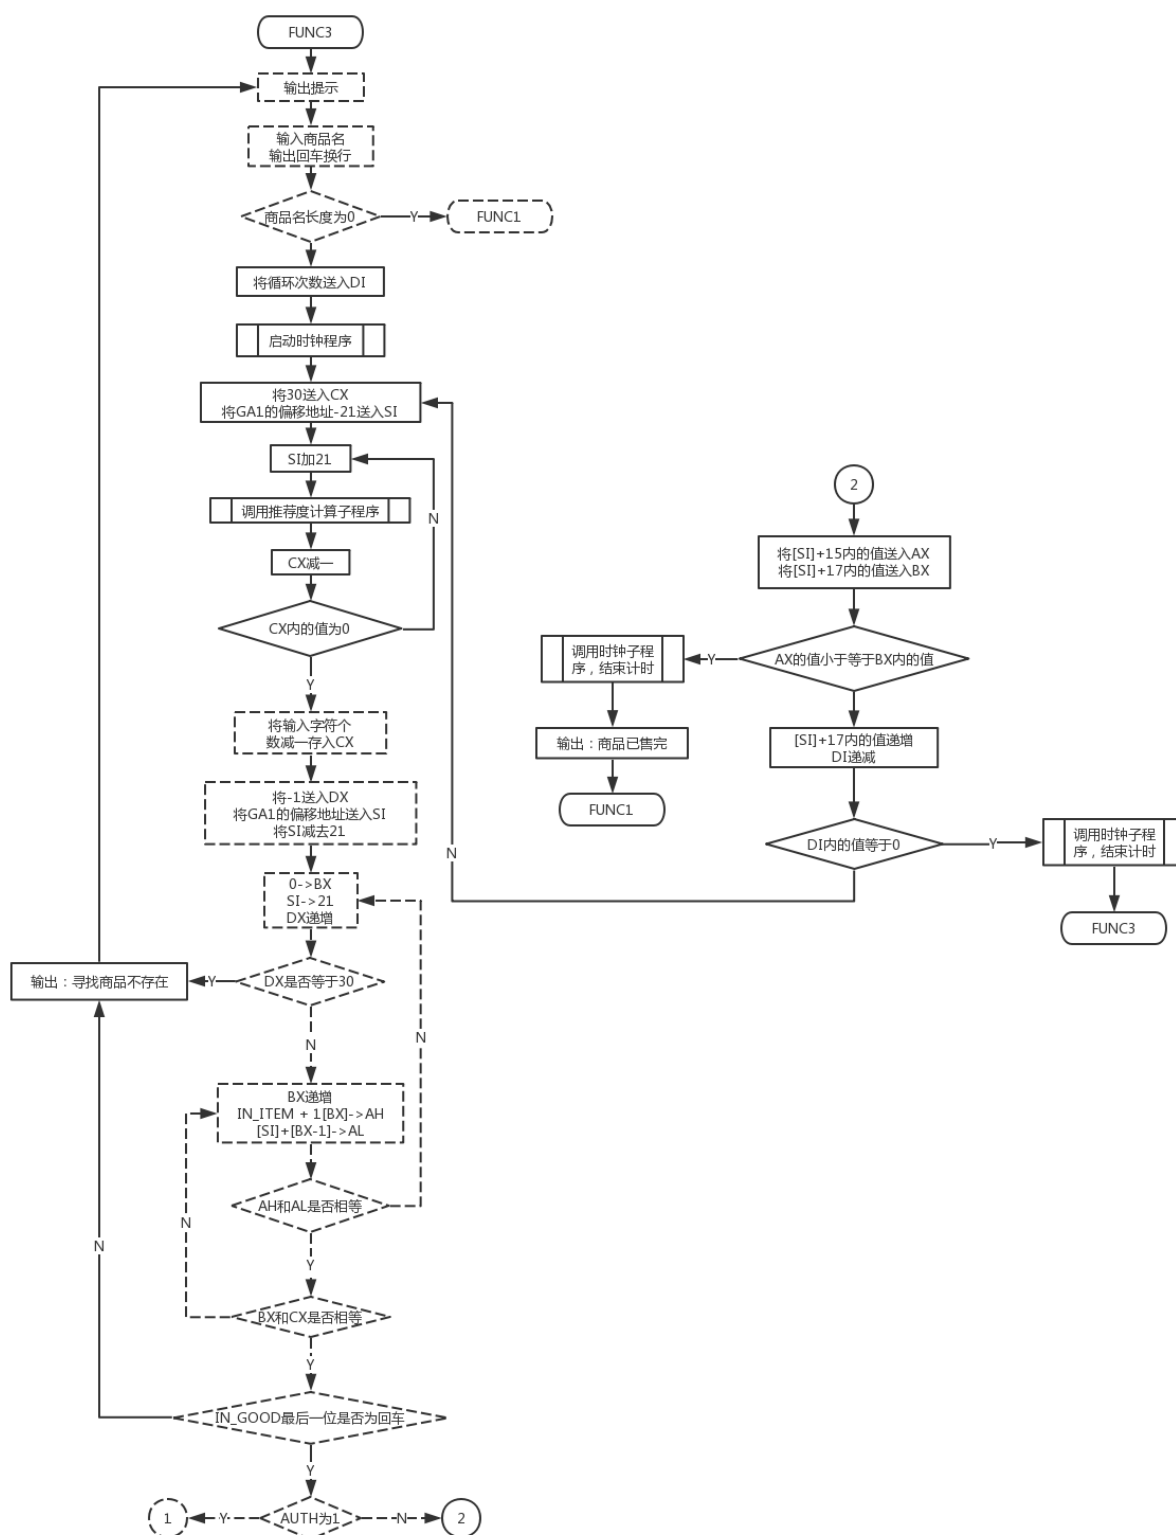 FUNC3
输出提示
输入商品名
输出回车换行
商品名长度为0
Y
FUNC1
将循环次数送入DI
启动时钟程序
将30送入CX
将GA1的偏移地址-21送入SI
SI加21
调用推荐度计算子程序
N
CX减一
CX内的值为0
Y
将输入字符个
数减一存入CX
将-1送入DX
将GA1的偏移地址送入SI
将SI减去21
0->BX
SI->21
DX递增
DX是否等于30
Y
输出：寻找商品不存在
N
N
BX递增
IN_ITEM + 1[BX]->AH
[SI]+[BX-1]->AL
AH和AL是否相等
N
Y
BX和CX是否相等
N
Y
IN_GOOD最后一位是否为回车
Y
AUTH为1
Y
1
N
2
2
将[SI]+15内的值送入AX
将[SI]+17内的值送入BX
AX的值小于等于BX内的值
Y
调用时钟子程
序，结束计时
输出：商品已售完
FUNC1
[SI]+17内的值递增
DI递减
DI内的值等于0
N
Y
调用时钟子程
序，结束计时
FUNC3